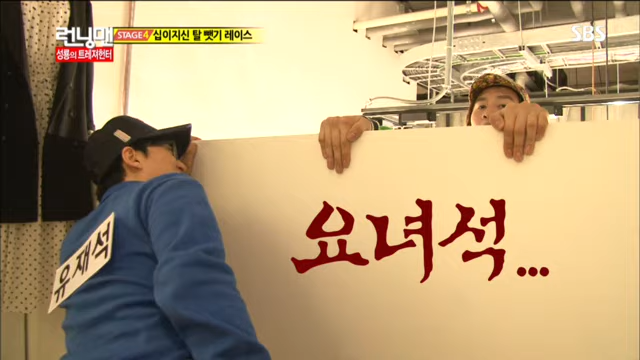 런닝맨
성룡의 트레져헌터
STAGE4 십이지신 탈 뺏기 레이스
SBS
유재석
요녀석...